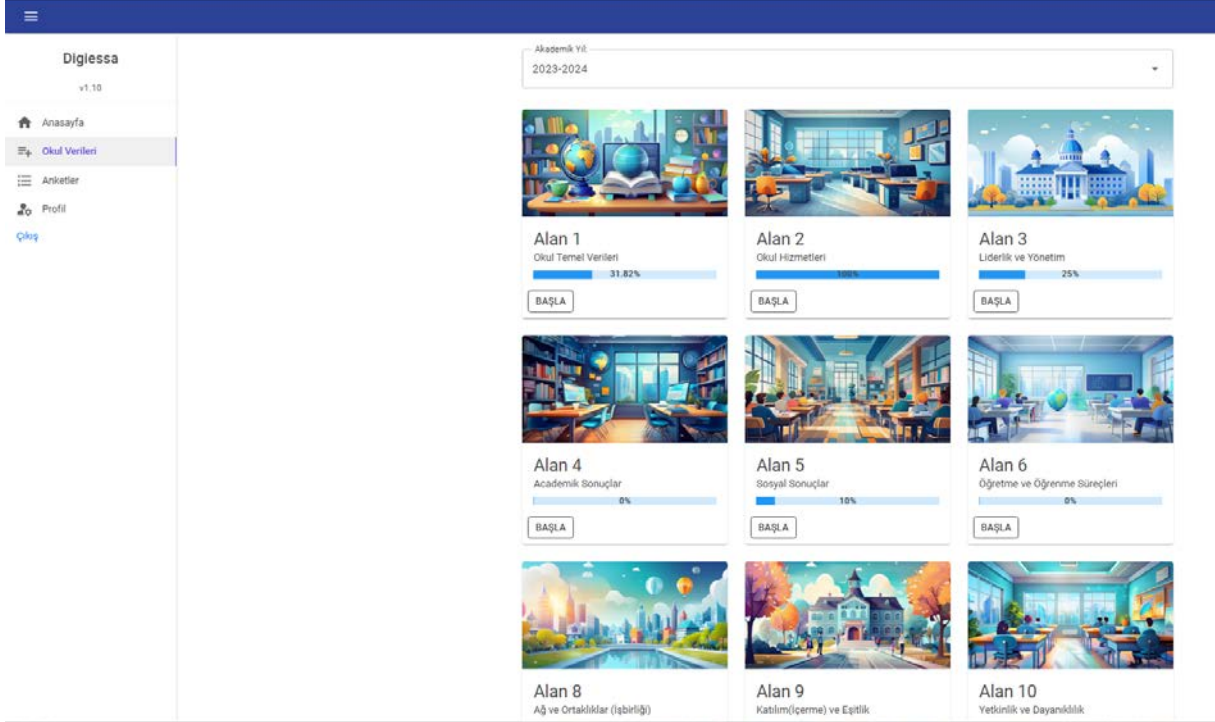 Digiessa
v1.10
Anasayfa
Okul Verileri
Anketler
Profil
Çıkış
Akademik Yıl:
2023-2024
Alan 1
Okul Temel Verileri
31.82%
BAŞLA
Alan 2
Okul Hizmetleri
100%
BAŞLA
Alan 3
Liderlik ve Yönetim
25%
BAŞLA
Alan 4
Academik Sonuçlar
0%
BAŞLA
Alan 5
Sosyal Sonuçlar
10%
BAŞLA
Alan 6
Öğretme ve Öğrenme Süreçleri
0%
BAŞLA
Alan 8
Ağ ve Ortaklıklar (İşbirliği)
Alan 9
Katılım(içerme) ve Eşitlik
Alan 10
Yetkinlik ve Dayanıklılık